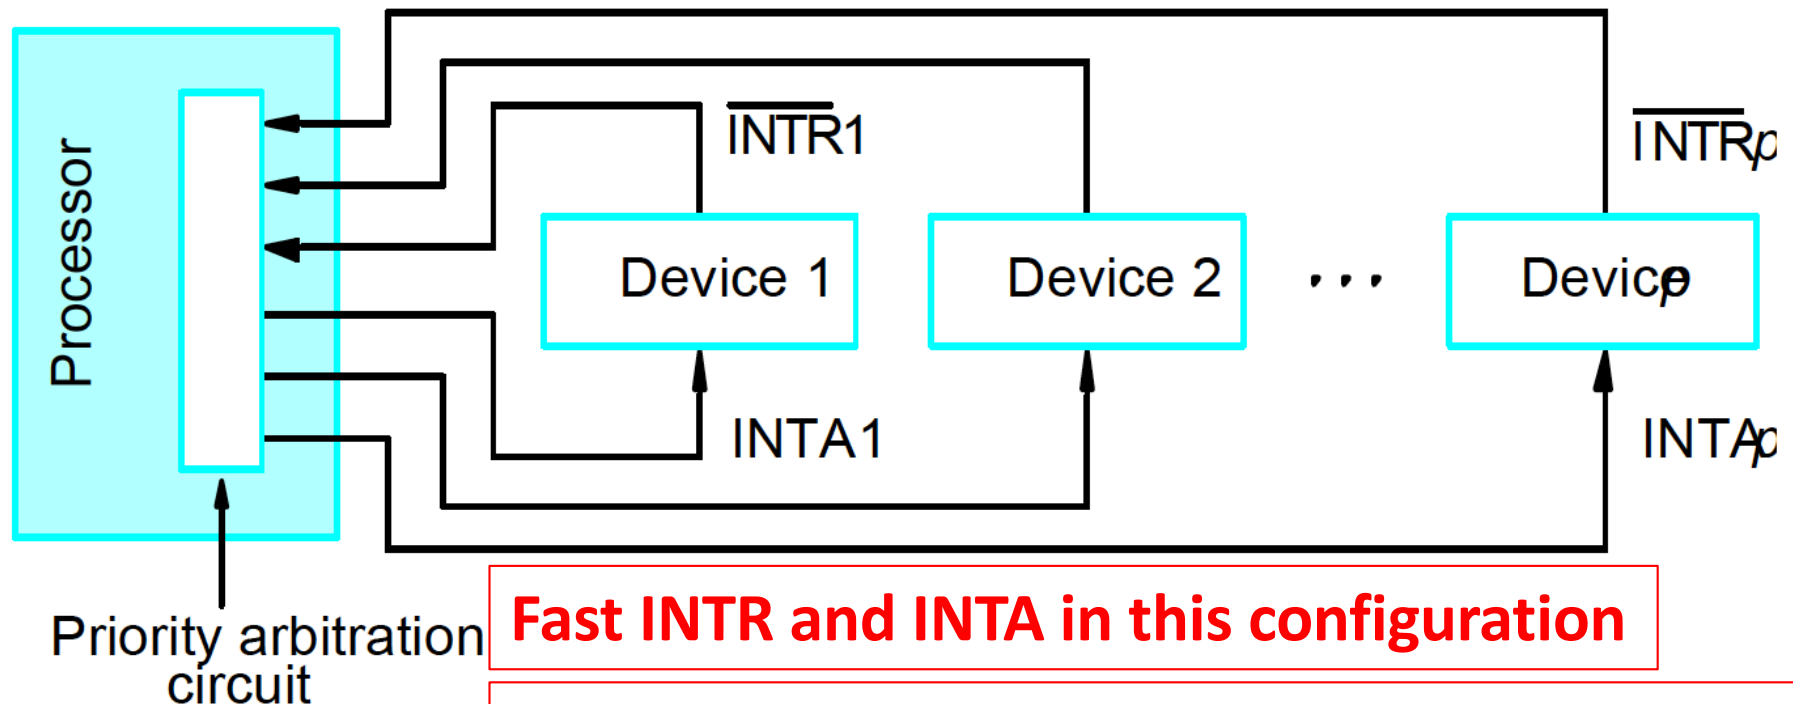 Processor
INTR1
INTRp
Device 1
Device 2
...
Device p
INTA1
INTAp
Priority arbitration
circuit
Fast INTR and INTA in this configuration